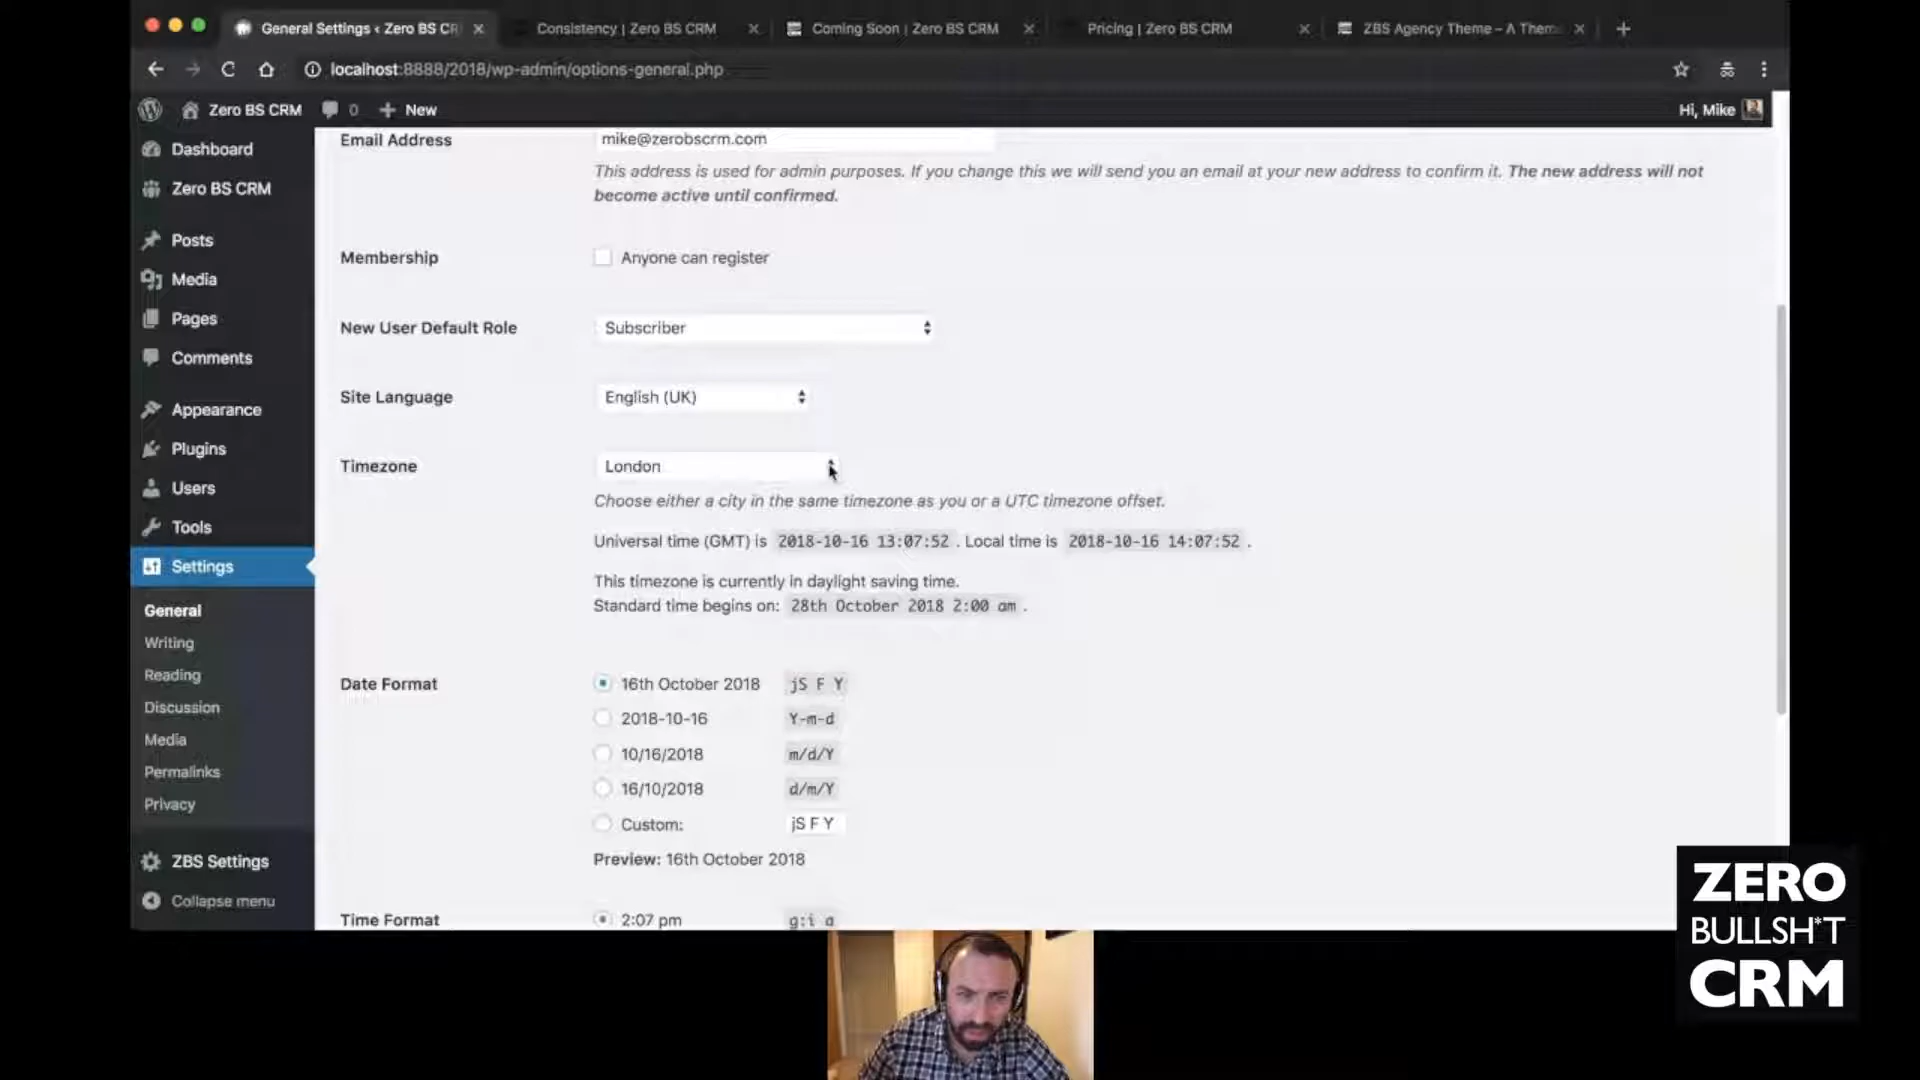 General Settings ‹ Zero BS CR
Consistency | Zero BS CRM
Coming Soon | Zero BS CRM
Pricing | Zero BS CRM
ZBS Agency Theme – A Them
localhost:8888/2018/wp-admin/options-general.php
Zero BS CRM
0
New
Hi, Mike
Dashboard
Zero BS CRM
Posts
Media
Pages
Comments
Appearance
Plugins
Users
Tools
Settings
General
Writing
Reading
Discussion
Media
Permalinks
Privacy
ZBS Settings
Collapse menu
Email Address
mike@zerobscrm.com
This address is used for admin purposes. If you change this we will send you an email at your new address to confirm it. The new address will not
become active until confirmed.
Membership
Anyone can register
New User Default Role
Subscriber
Site Language
English (UK)
Timezone
London
Choose either a city in the same timezone as you or a UTC timezone offset.
Universal time (GMT) is 2018-10-16 13:07:52 . Local time is 2018-10-16 14:07:52 .
This timezone is currently in daylight saving time.
Standard time begins on: 28th October 2018 2:00 am .
Date Format
16th October 2018 jS F Y
2018-10-16 Y-m-d
10/16/2018 m/d/Y
16/10/2018 d/m/Y
Custom: jS F Y
Preview: 16th October 2018
Time Format
2:07 pm g:i a
ZERO
BULLSH*T
CRM